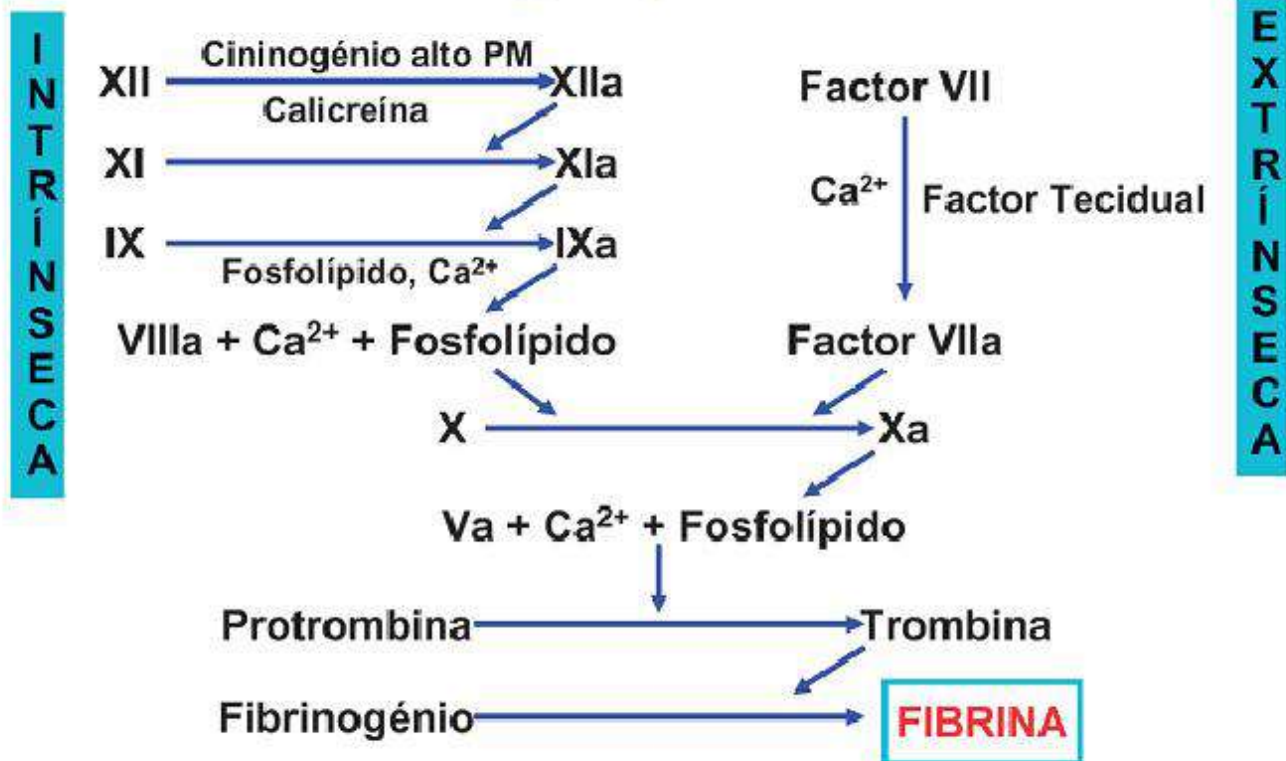 INTRÍNSECA
EXTRÍNSECA
Cininogénio alto PM
XII XIIa
Calicreína
Factor VII
XI XIa
Ca²⁺ Factor Tecidual
IX IXa
Fosfolípido, Ca²⁺
VIIIa + Ca²⁺ + Fosfolípido
Factor VIIa
X Xa
Va + Ca²⁺ + Fosfolípido
Protrombina Trombina
Fibrinogénio FIBRINA